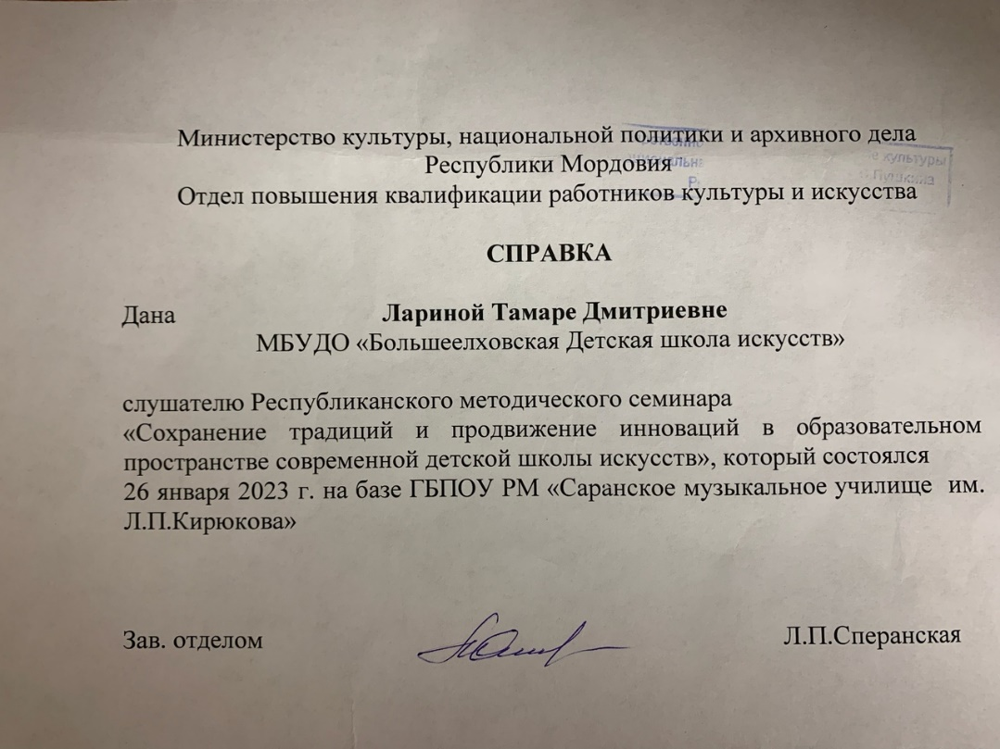 Министерство культуры, национальной политики и архивного дела
Республики Мордовия
Отдел повышения квалификации работников культуры и искусства
культуры
СПРАВКА
Дана Лариной Тамаре Дмитриевне
МБУДО «Большеелховская Детская школа искусств»
слушателю Республиканского методического семинара
«Сохранение традиций и продвижение инноваций в образовательном
пространстве современной детской школы искусств», который состоялся
26 января 2023 г. на базе ГБПОУ РМ «Саранское музыкальное училище им.
Л.П.Кирюкова»
Зав. отделом Л.П.Сперанская